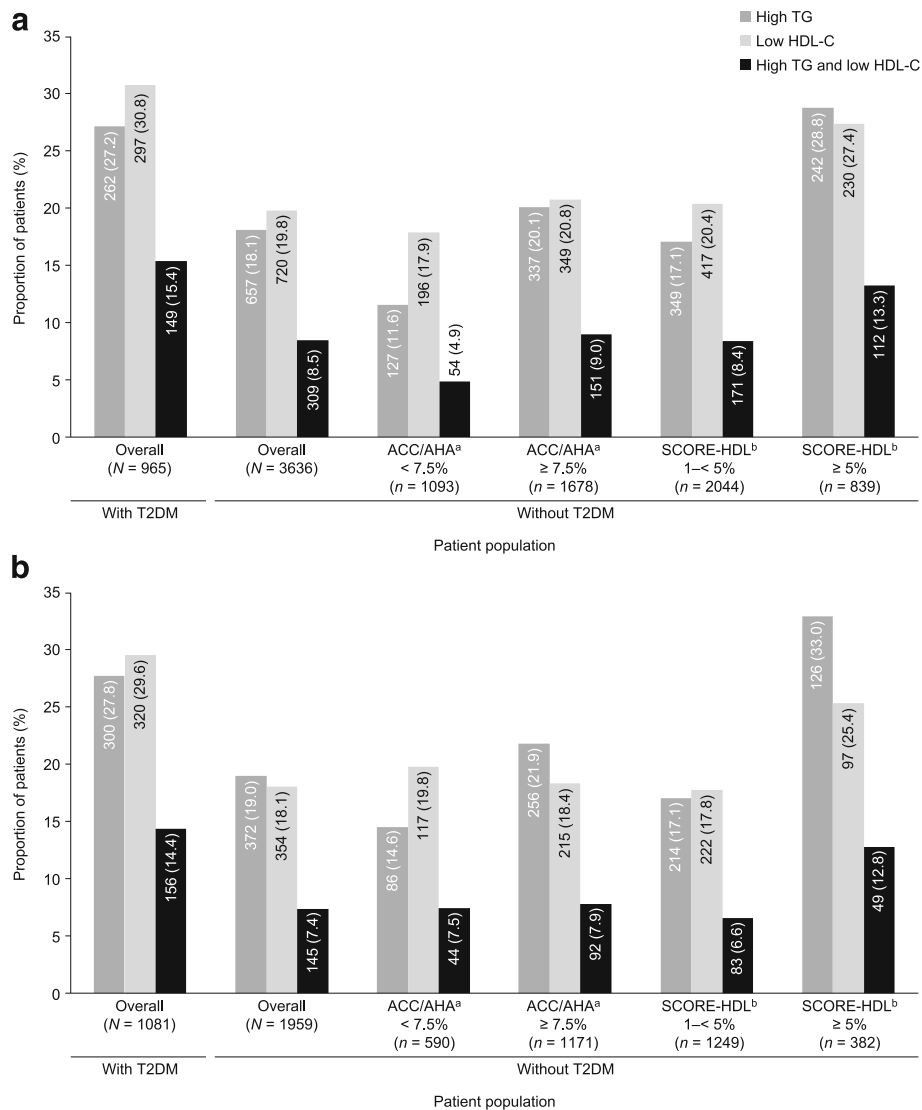 a
High TG
Low HDL-C
High TG and low HDL-C
Proportion of patients (%)
35
30
25
20
15
10
5
0
262 (27.2)
297 (30.8)
149 (15.4)
657 (18.1)
720 (19.8)
309 (8.5)
127 (11.6)
196 (17.9)
54 (4.9)
337 (20.1)
349 (20.8)
151 (9.0)
349 (17.1)
417 (20.4)
171 (8.4)
242 (28.8)
230 (27.4)
112 (13.3)
Overall
(N = 965)
Overall
(N = 3636)
ACC/AHAᵃ
< 7.5%
(n = 1093)
ACC/AHAᵃ
≥ 7.5%
(n = 1678)
SCORE-HDLᵇ
1–< 5%
(n = 2044)
SCORE-HDLᵇ
≥ 5%
(n = 839)
With T2DM
Without T2DM
Patient population
b
Proportion of patients (%)
35
30
25
20
15
10
5
0
300 (27.8)
320 (29.6)
156 (14.4)
372 (19.0)
354 (18.1)
145 (7.4)
86 (14.6)
117 (19.8)
44 (7.5)
256 (21.9)
215 (18.4)
92 (7.9)
214 (17.1)
222 (17.8)
83 (6.6)
126 (33.0)
97 (25.4)
49 (12.8)
Overall
(N = 1081)
Overall
(N = 1959)
ACC/AHAᵃ
< 7.5%
(n = 590)
ACC/AHAᵃ
≥ 7.5%
(n = 1171)
SCORE-HDLᵇ
1–< 5%
(n = 1249)
SCORE-HDLᵇ
≥ 5%
(n = 382)
With T2DM
Without T2DM
Patient population